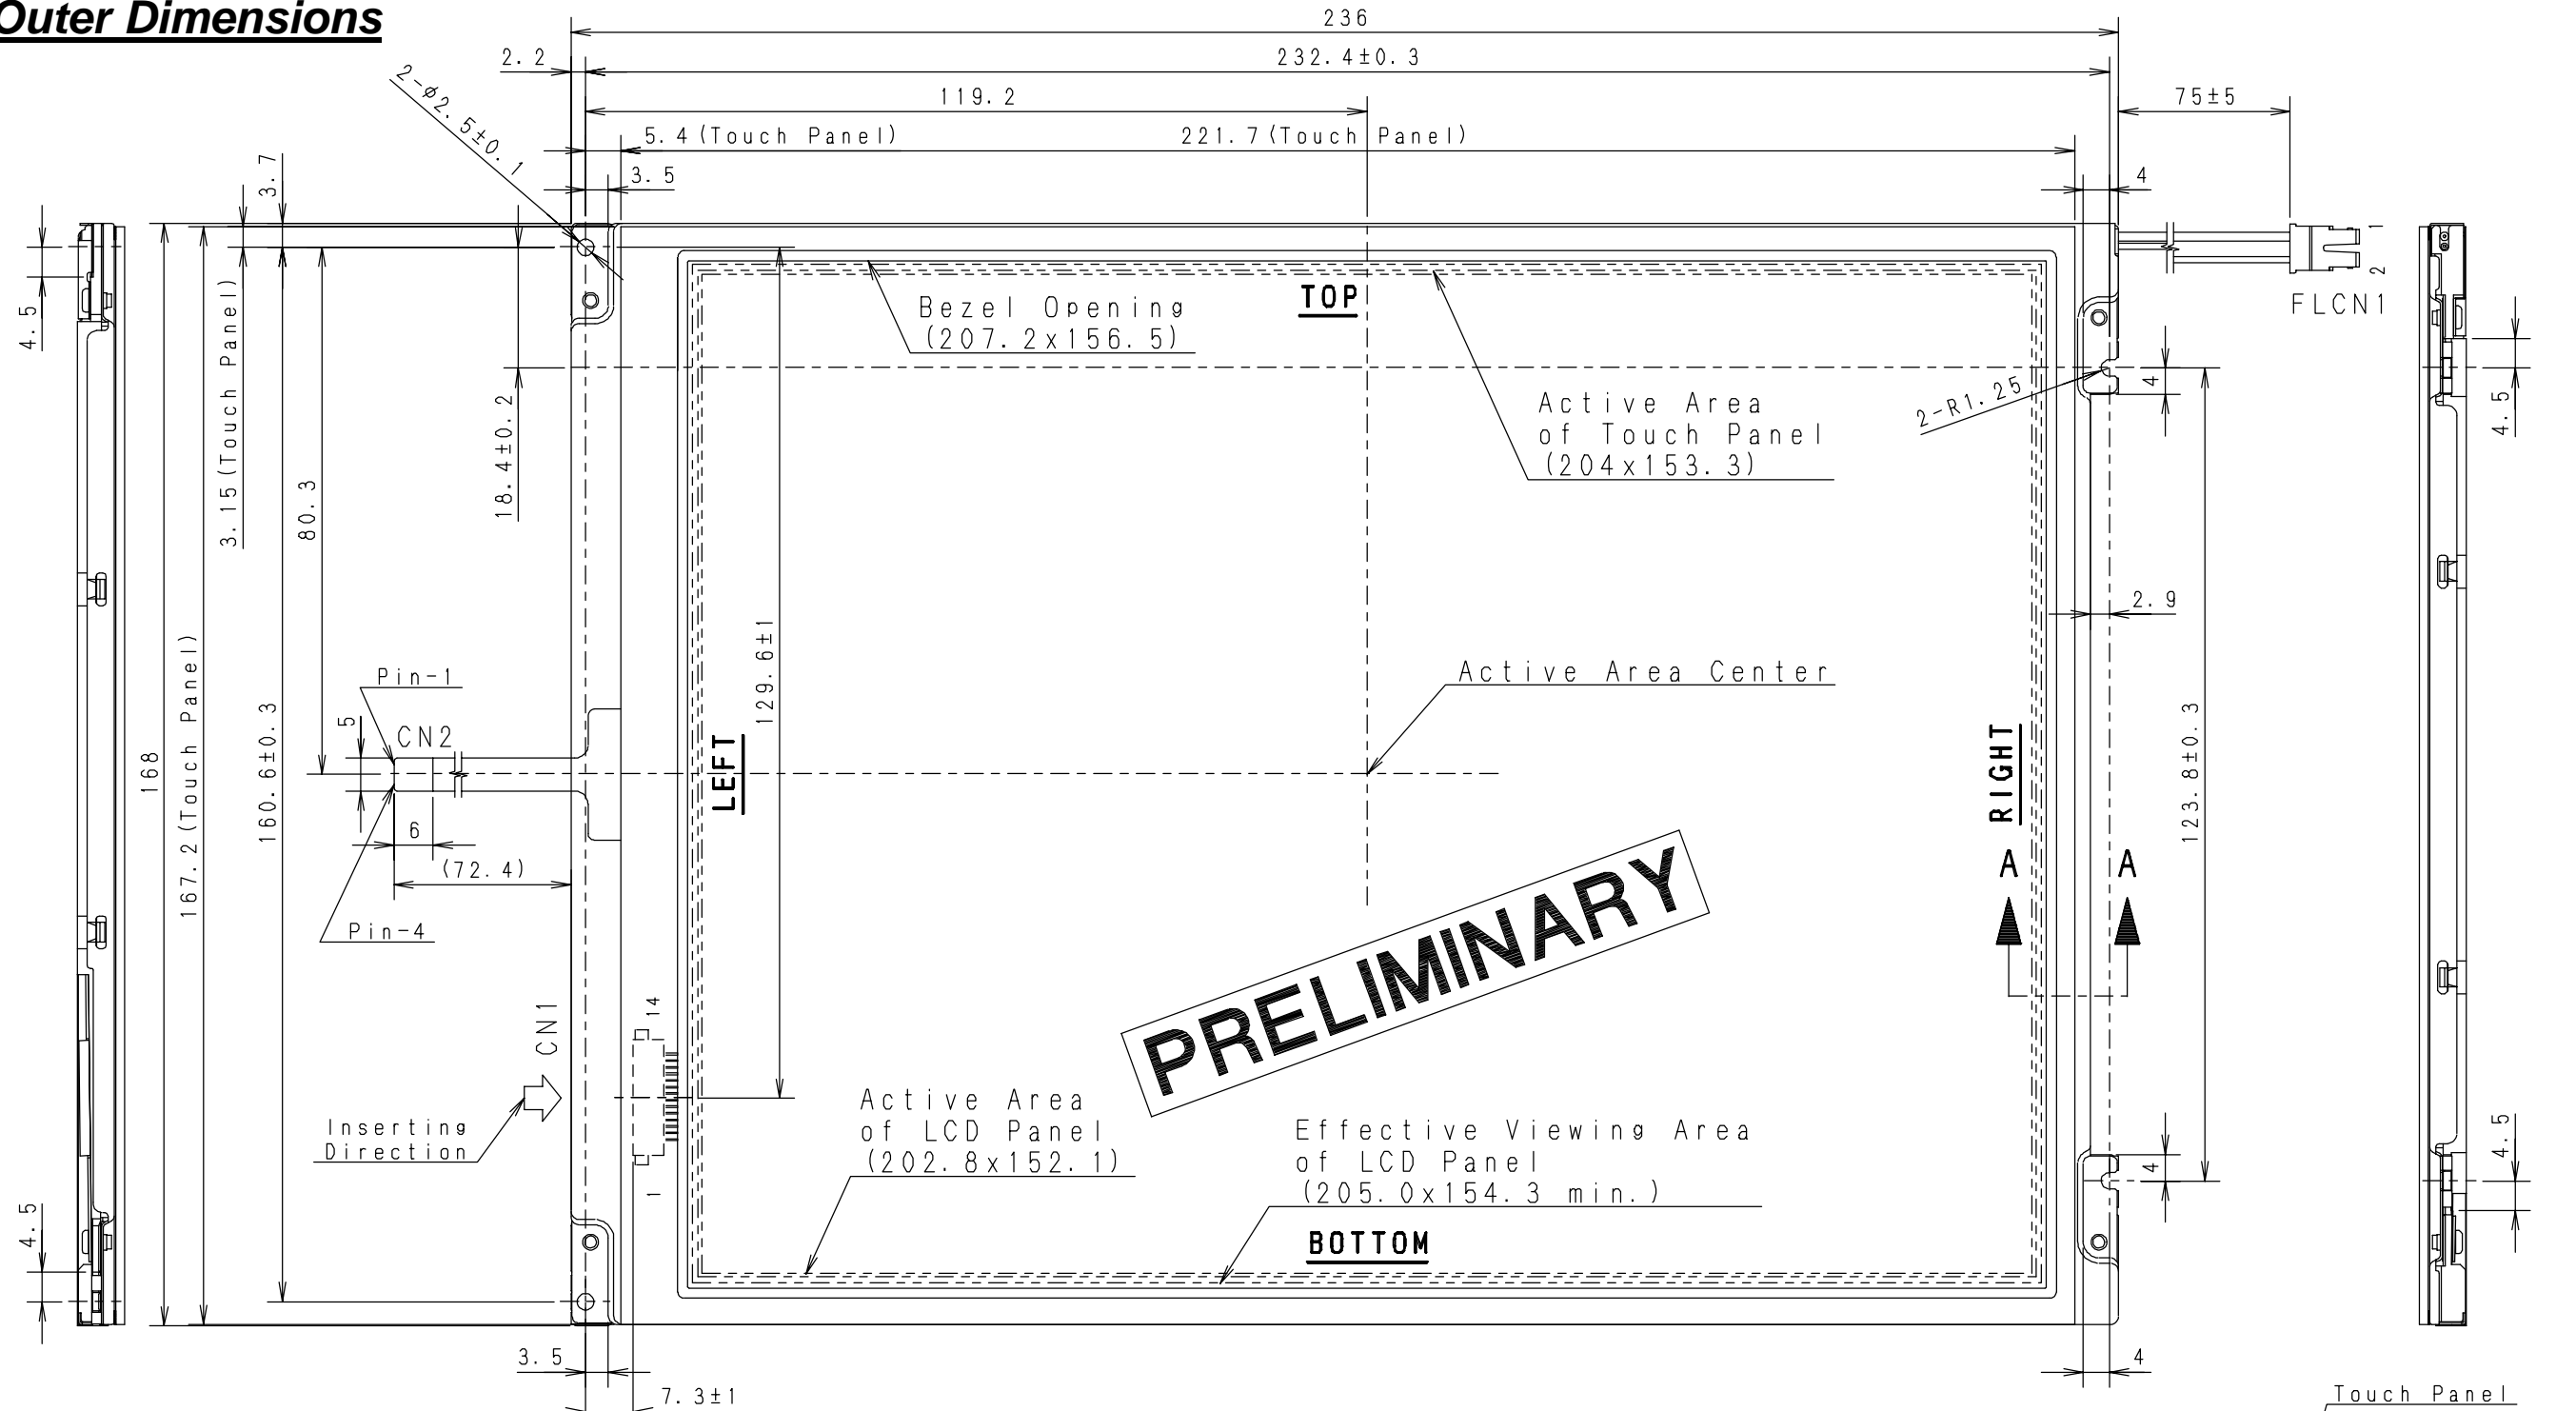 Outer Dimensions
236
2.2
232.4±0.3
2-φ2.5±0.1
119.2
75±5
5.4(Touch Panel)
221.7(Touch Panel)
3.7
3.5
4
1
2
FLCN1
4.5
3.15(Touch Panel)
80.3
18.4±0.2
Bezel Opening
(207.2x156.5)
TOP
Active Area
of Touch Panel
(204x153.3)
2-R1.25
4
4.5
2.9
168
167.2(Touch Panel)
160.6±0.3
129.6±1
Pin-1
5
CN2
LEFT
Active Area Center
RIGHT
123.8±0.3
6
(72.4)
Pin-4
A A
PRELIMINARY
CN1
14
Inserting
Direction
1
Active Area
of LCD Panel
(202.8x152.1)
Effective Viewing Area
of LCD Panel
(205.0x154.3 min.)
BOTTOM
4
4.5
4.5
3.5
7.3±1
4
Touch Panel